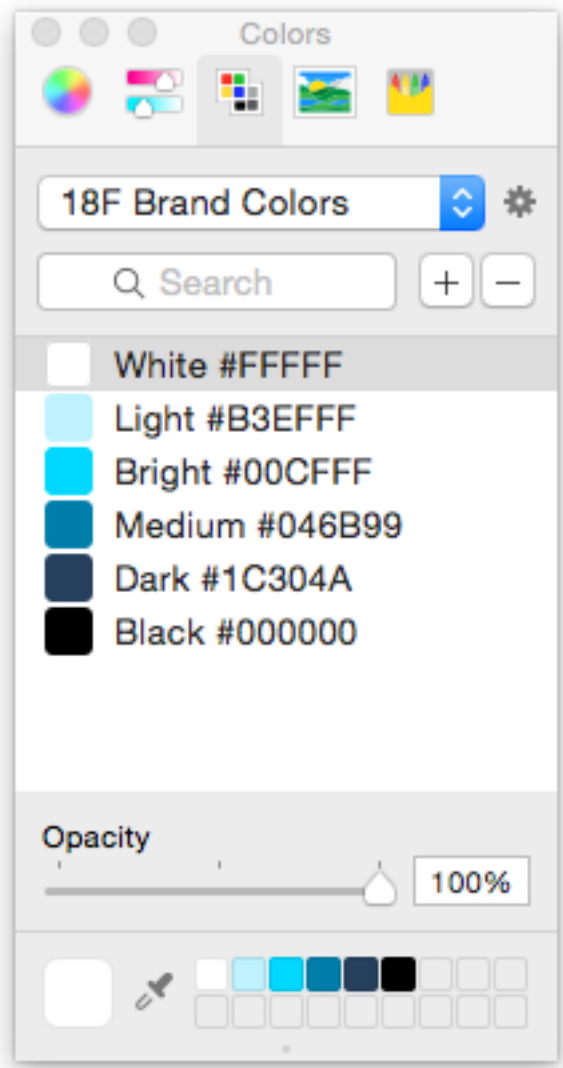 Colors
18F Brand Colors
Search
White #FFFFF
Light #B3EFFF
Bright #00CFFF
Medium #046B99
Dark #1C304A
Black #000000
Opacity
100%